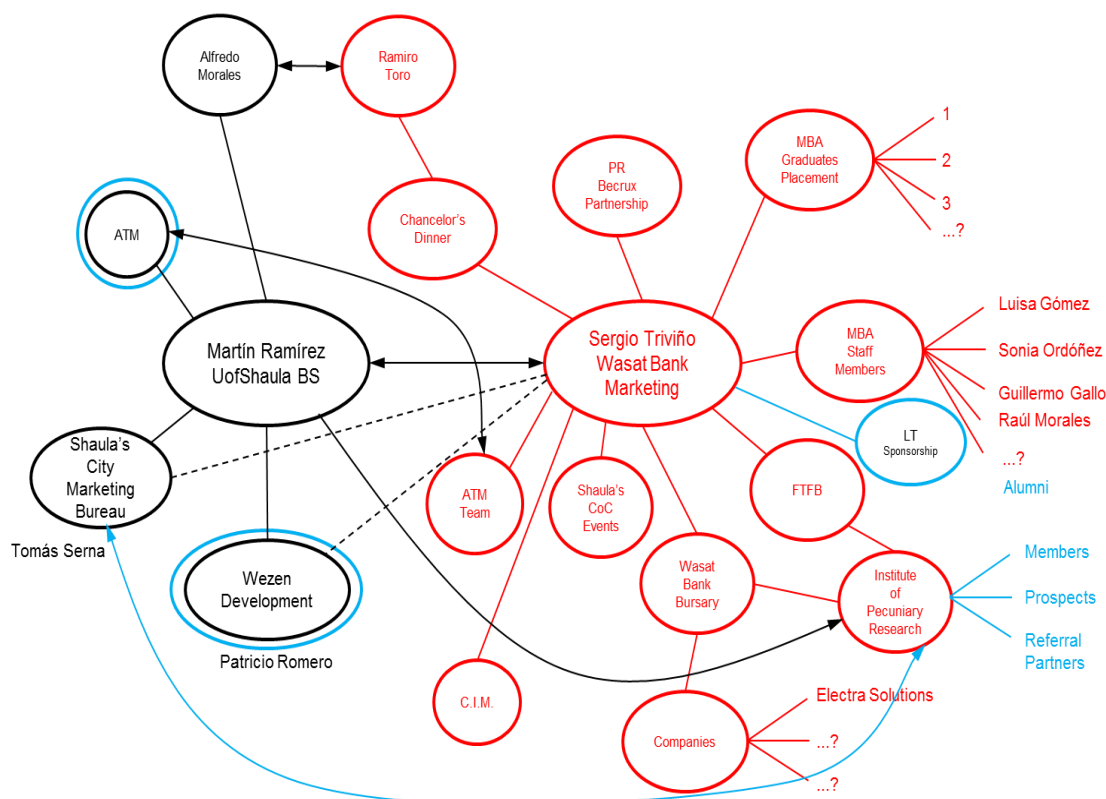 Alfredo
Morales
Ramiro
Toro
MBA
Graduates
Placement
1
2
3
...?
PR
Becrux
Partnership
Chancelor's
Dinner
ATM
Martín Ramírez
UofShaula BS
Sergio Triviño
Wasat Bank
Marketing
MBA
Staff
Members
Luisa Gómez
Sonia Ordóñez
Guillermo Gallo
Raúl Morales
...?
Alumni
LT
Sponsorship
Shaula's
City
Marketing
Bureau
Tomás Serna
ATM
Team
Shaula's
CoC
Events
FTFB
Wezen
Development
Patricio Romero
Wasat
Bank
Bursary
Institute
of
Pecuniary
Research
Members
Prospects
Referral
Partners
C.I.M.
Companies
Electra Solutions
...?
...?